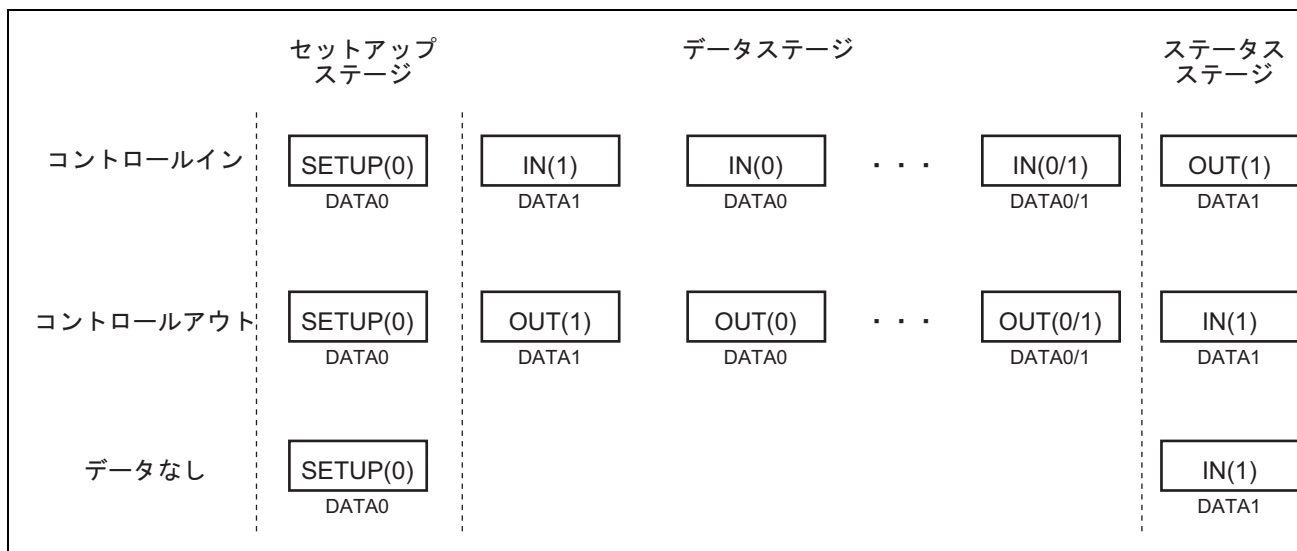 セットアップ
ステージ
データステージ
ステータス
ステージ
コントロールイン
SETUP(0)
IN(1)
IN(0)
・・・
IN(0/1)
OUT(1)
DATA0
DATA1
DATA0
DATA0/1
DATA1
コントロールアウト
SETUP(0)
OUT(1)
OUT(0)
・・・
OUT(0/1)
IN(1)
DATA0
DATA1
DATA0
DATA0/1
DATA1
データなし
SETUP(0)
IN(1)
DATA0
DATA1